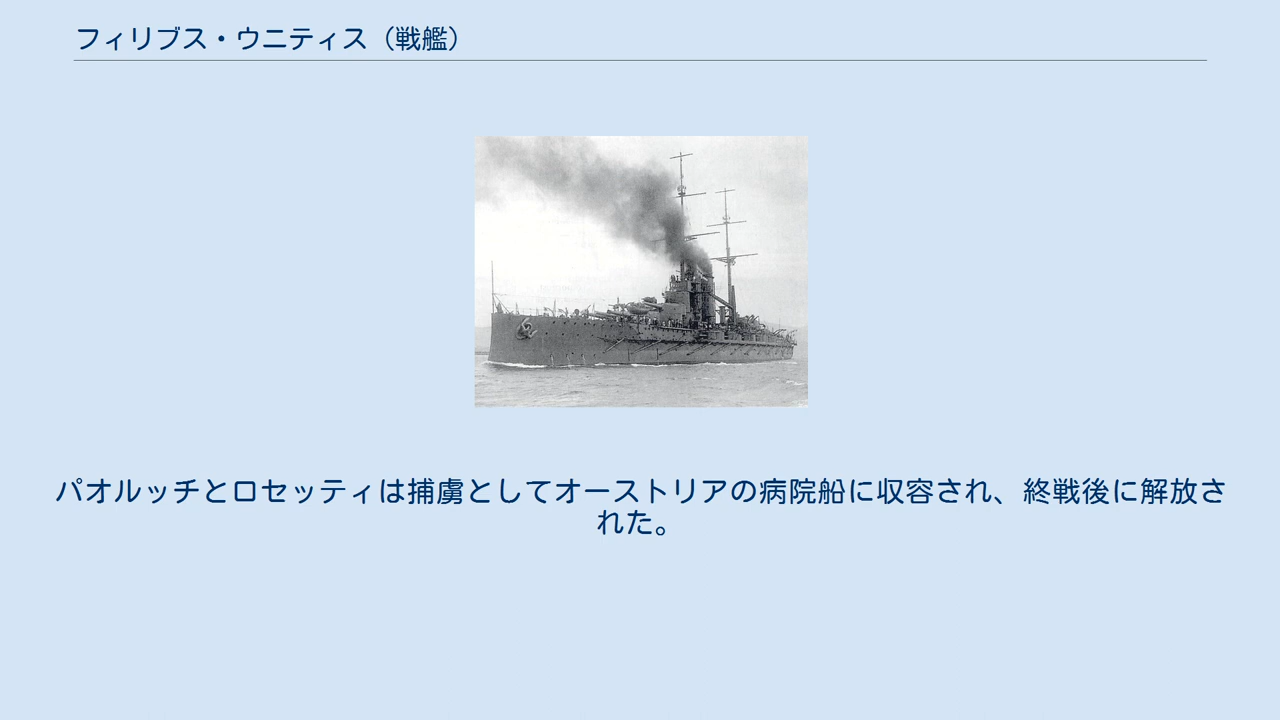 フィリブス・ウニティス（戦艦）
パオルッチとロセッティは捕虜としてオーストリアの病院船に収容され、終戦後に解放さ
れた。